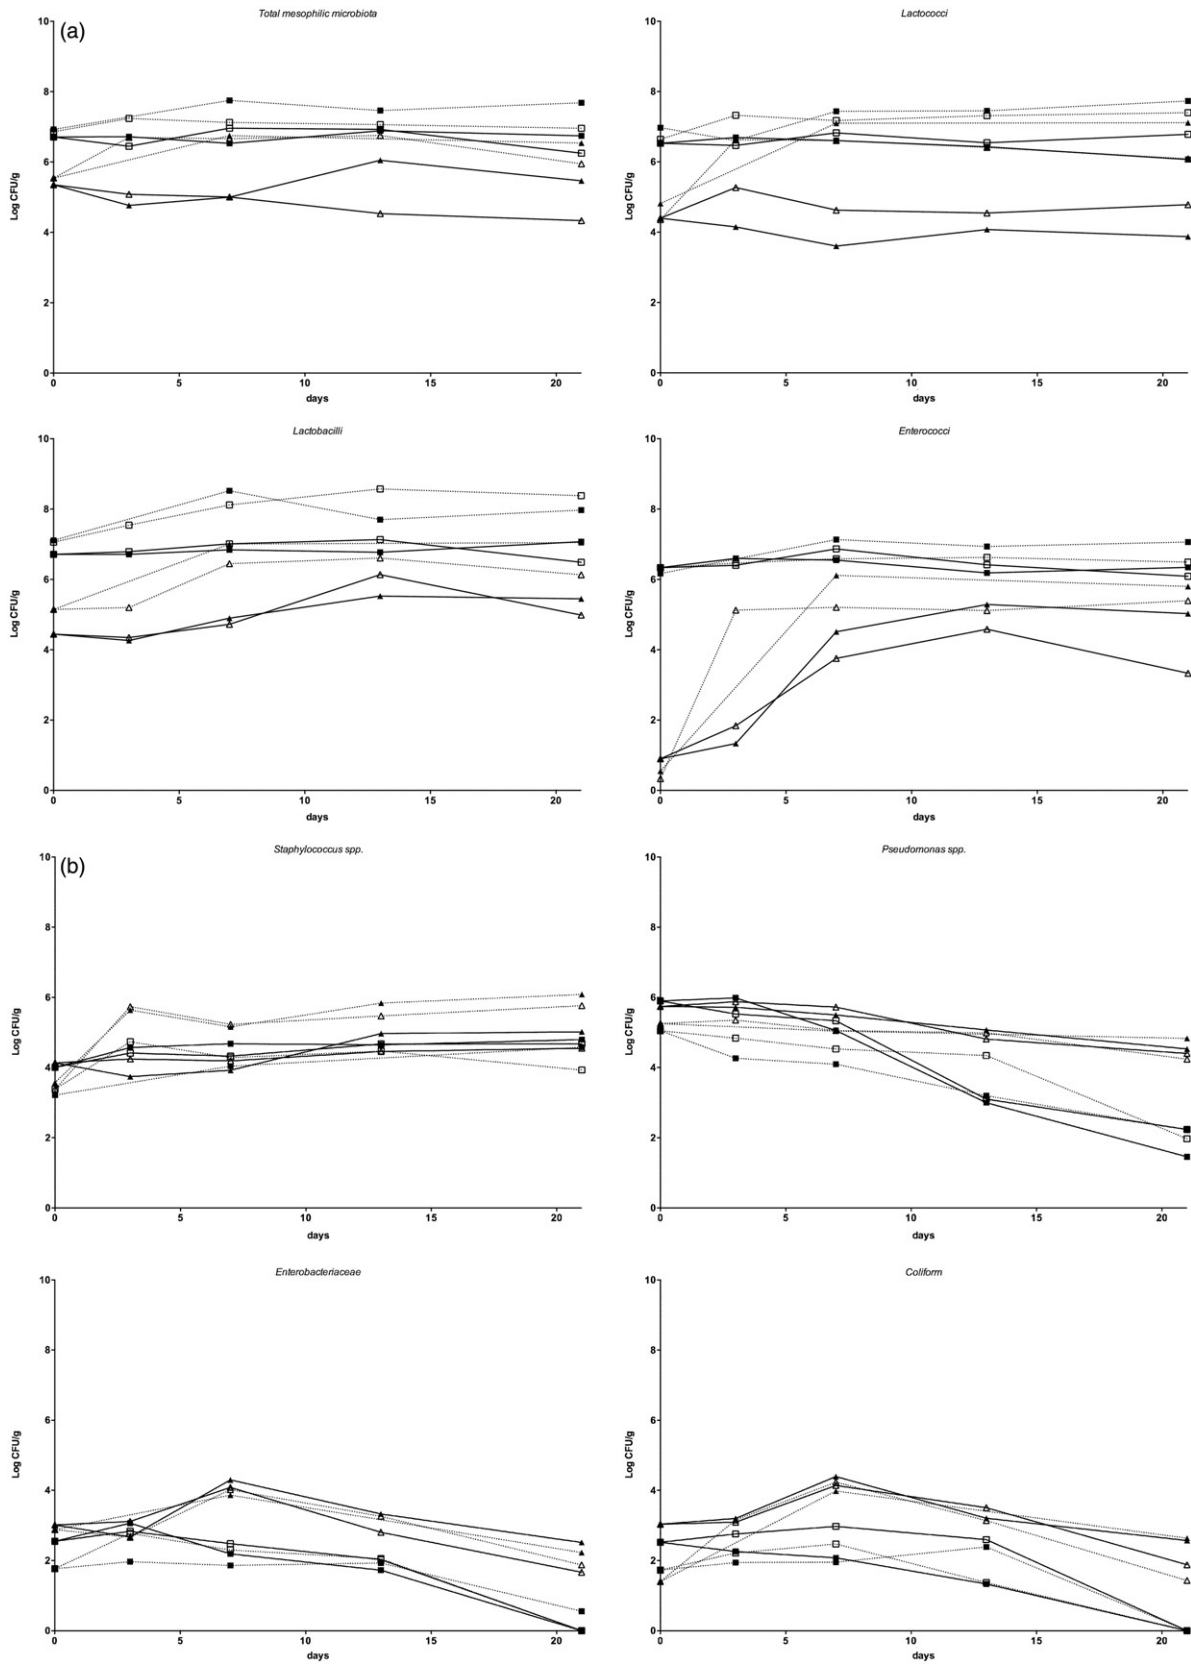 (a)
Total mesophilic microbiota
10
8
6
4
2
0
Log CFU/g
0 5 10 15 20
days
Lactococci
10
8
6
4
2
0
Log CFU/g
0 5 10 15 20
days
Lactobacilli
10
8
6
4
2
0
Log CFU/g
0 5 10 15 20
days
Enterococci
10
8
6
4
2
0
Log CFU/g
0 5 10 15 20
days
(b)
Staphylococcus spp.
10
8
6
4
2
0
Log CFU/g
0 5 10 15 20
days
Pseudomonas spp.
10
8
6
4
2
0
Log CFU/g
0 5 10 15 20
days
Enterobacteriaceae
10
8
6
4
2
0
Log CFU/g
0 5 10 15 20
days
Coliform
10
8
6
4
2
0
Log CFU/g
0 5 10 15 20
days